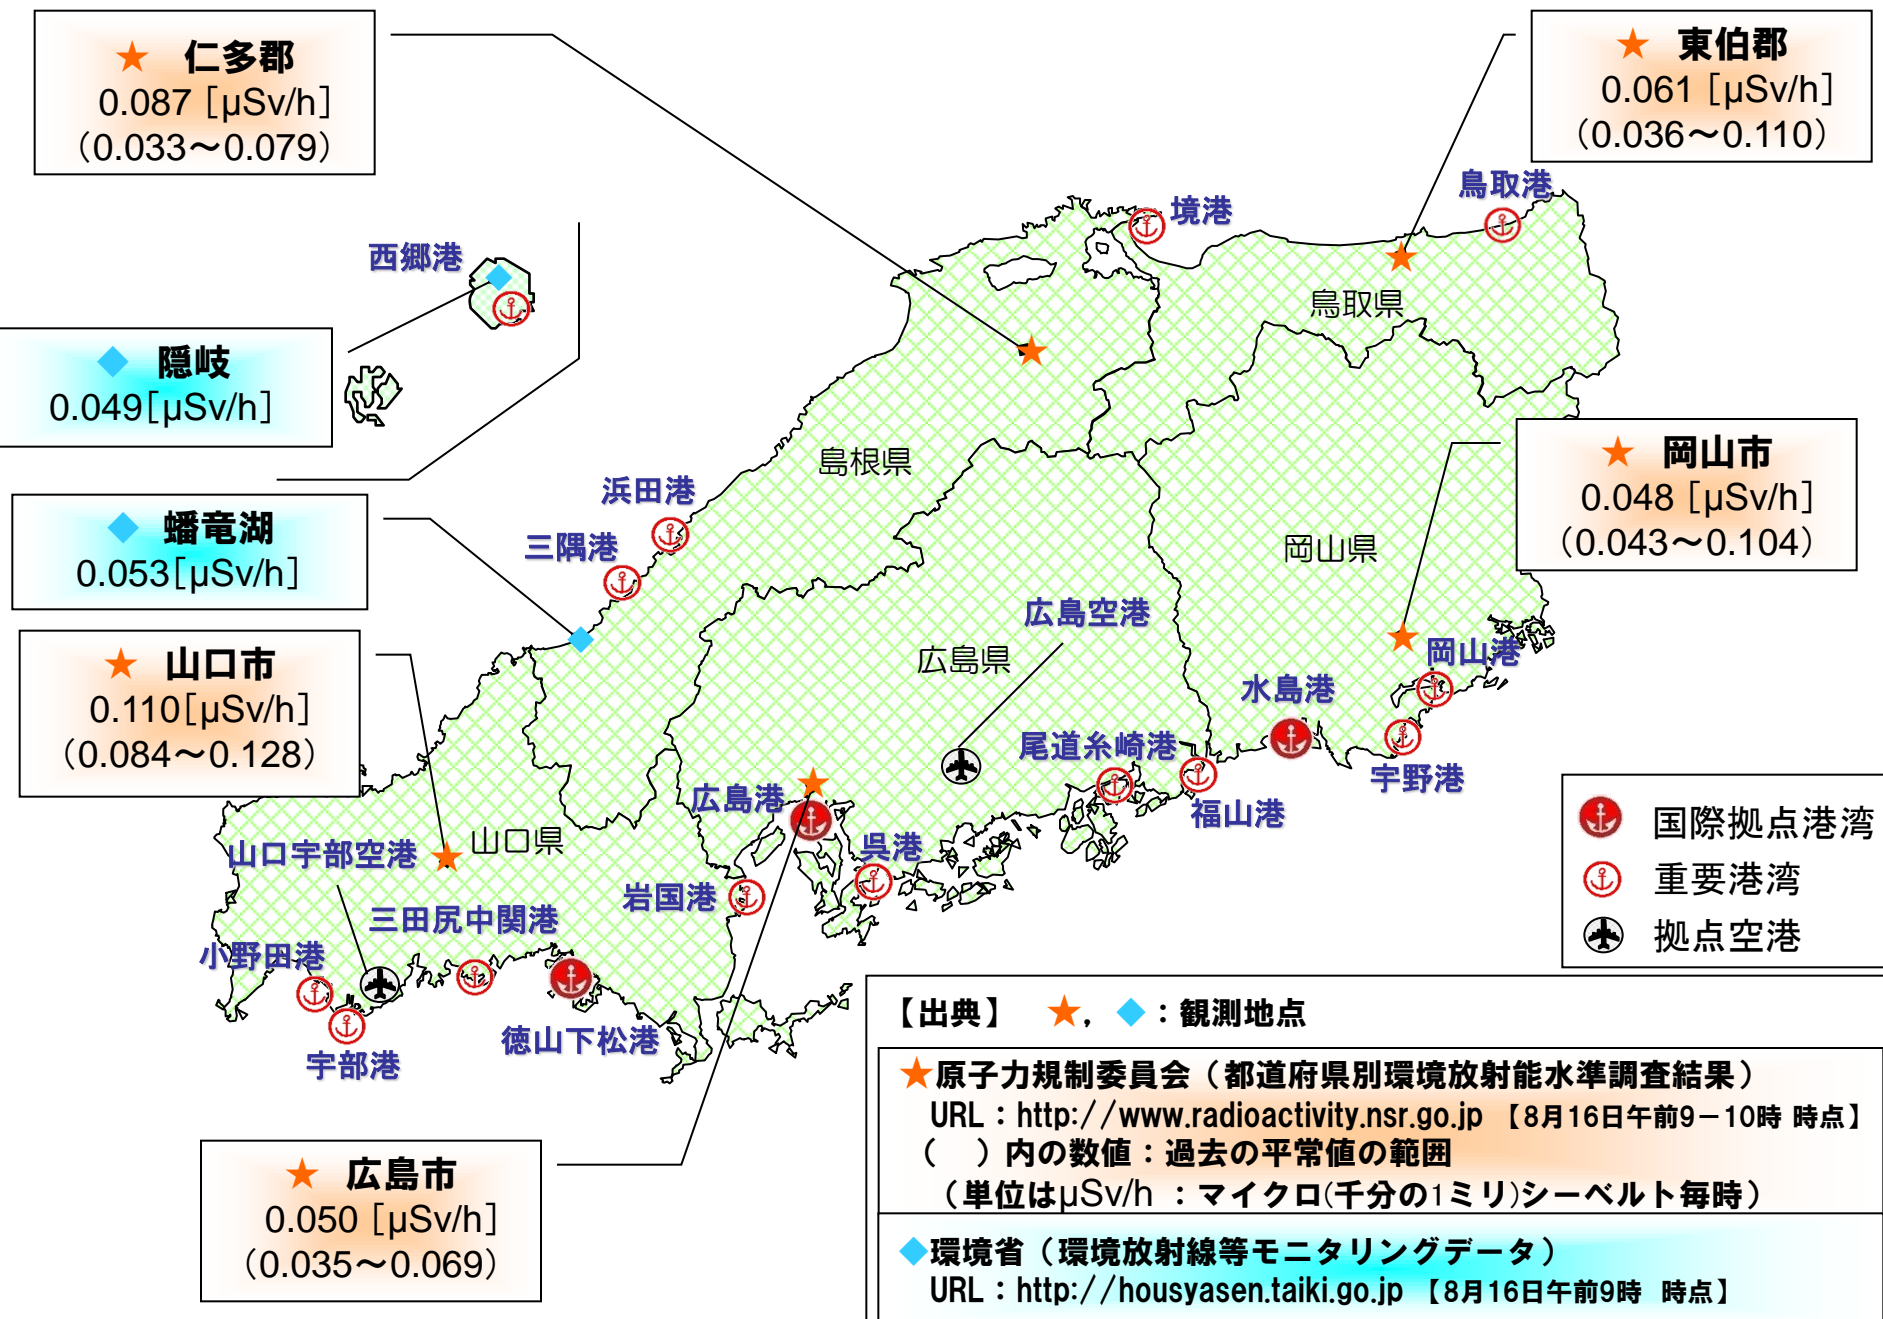 ★ 仁多郡
0.087 [μSv/h]
（0.033～0.079）
★ 東伯郡
0.061 [μSv/h]
（0.036～0.110）
鳥取港
境港
西郷港
鳥取県
◆ 隠岐
0.049[μSv/h]
島根県
★ 岡山市
0.048 [μSv/h]
（0.043～0.104）
浜田港
◆ 蟠竜湖
0.053[μSv/h]
三隅港
岡山県
広島空港
★ 山口市
0.110[μSv/h]
（0.084～0.128）
広島県
岡山港
水島港
尾道糸崎港
宇野港
広島港
福山港
山口県
山口宇部空港
呉港
岩国港
三田尻中関港
小野田港
徳山下松港
宇部港
国際拠点港湾
重要港湾
拠点空港
★ 広島市
0.050 [μSv/h]
（0.035～0.069）
【出典】 ★，◆：観測地点
★原子力規制委員会（都道府県別環境放射能水準調査結果）
URL：http://www.radioactivity.nsr.go.jp 【8月16日午前9－10時 時点】
（ ）内の数値：過去の平常値の範囲
（単位はμSv/h ：マイクロ(千分の1ミリ)シーベルト毎時）
◆環境省（環境放射線等モニタリングデータ）
URL：http://housyasen.taiki.go.jp 【8月16日午前9時 時点】